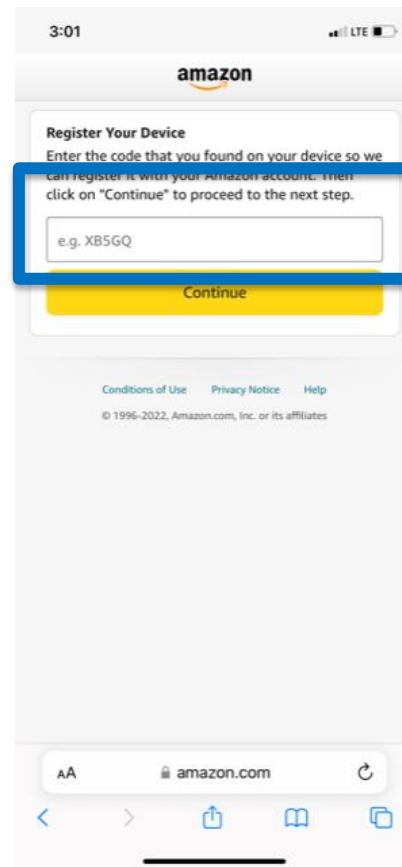 3:01 LTE
amazon
Register Your Device
Enter the code that you found on your device so we
can register it with your Amazon account. Then
click on "Continue" to proceed to the next step.
e.g. XB5GQ
Continue
Conditions of Use Privacy Notice Help
© 1996-2022, Amazon.com, Inc. or its affiliates
AA amazon.com